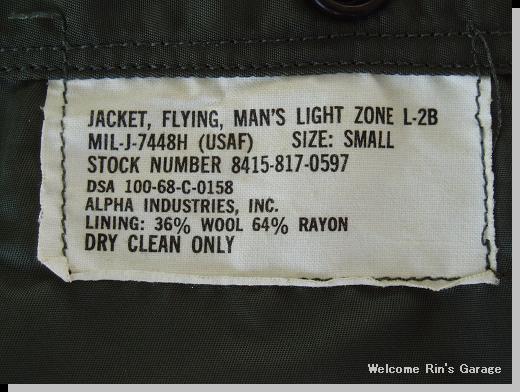 JACKET, FLYING, MAN'S LIGHT ZONE L-2B
MIL-J-7448H (USAF) SIZE: SMALL
STOCK NUMBER 8415-817-0597
DSA 100-68-C-0158
ALPHA INDUSTRIES, INC.
LINING: 36% WOOL 64% RAYON
DRY CLEAN ONLY
Welcome Rin's Garage